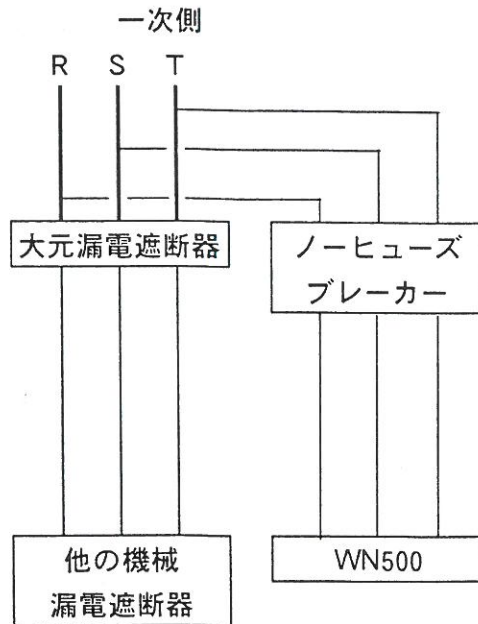 一次側
R S T
大元漏電遮断器
ノーヒューズ
ブレーカー
他の機械
漏電遮断器
WN500